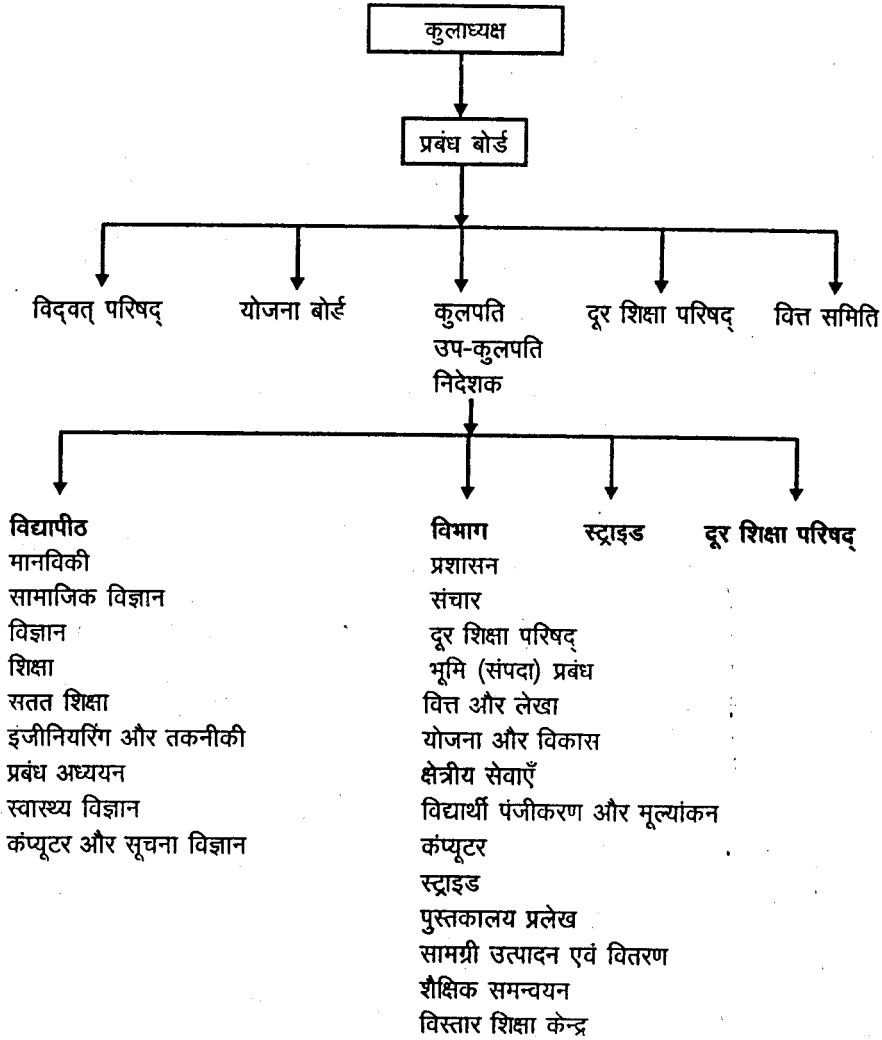 कुलाध्यक्ष
प्रबंध बोर्ड
विद्वत् परिषद् योजना बोर्ड कुलपति दूर शिक्षा परिषद् वित्त समिति
उप-कुलपति
निदेशक
विद्यापीठ
मानविकी
सामाजिक विज्ञान
विज्ञान
शिक्षा
सतत शिक्षा
इंजीनियरिंग और तकनीकी
प्रबंध अध्ययन
स्वास्थ्य विज्ञान
कंप्यूटर और सूचना विज्ञान
विभाग
प्रशासन
संचार
दूर शिक्षा परिषद्
भूमि (संपदा) प्रबंध
वित्त और लेखा
योजना और विकास
क्षेत्रीय सेवाएँ
विद्यार्थी पंजीकरण और मूल्यांकन
कंप्यूटर
स्ट्राइड
पुस्तकालय प्रलेख
सामग्री उत्पादन एवं वितरण
शैक्षिक समन्वयन
विस्तार शिक्षा केन्द्र
स्ट्राइड
दूर शिक्षा परिषद्